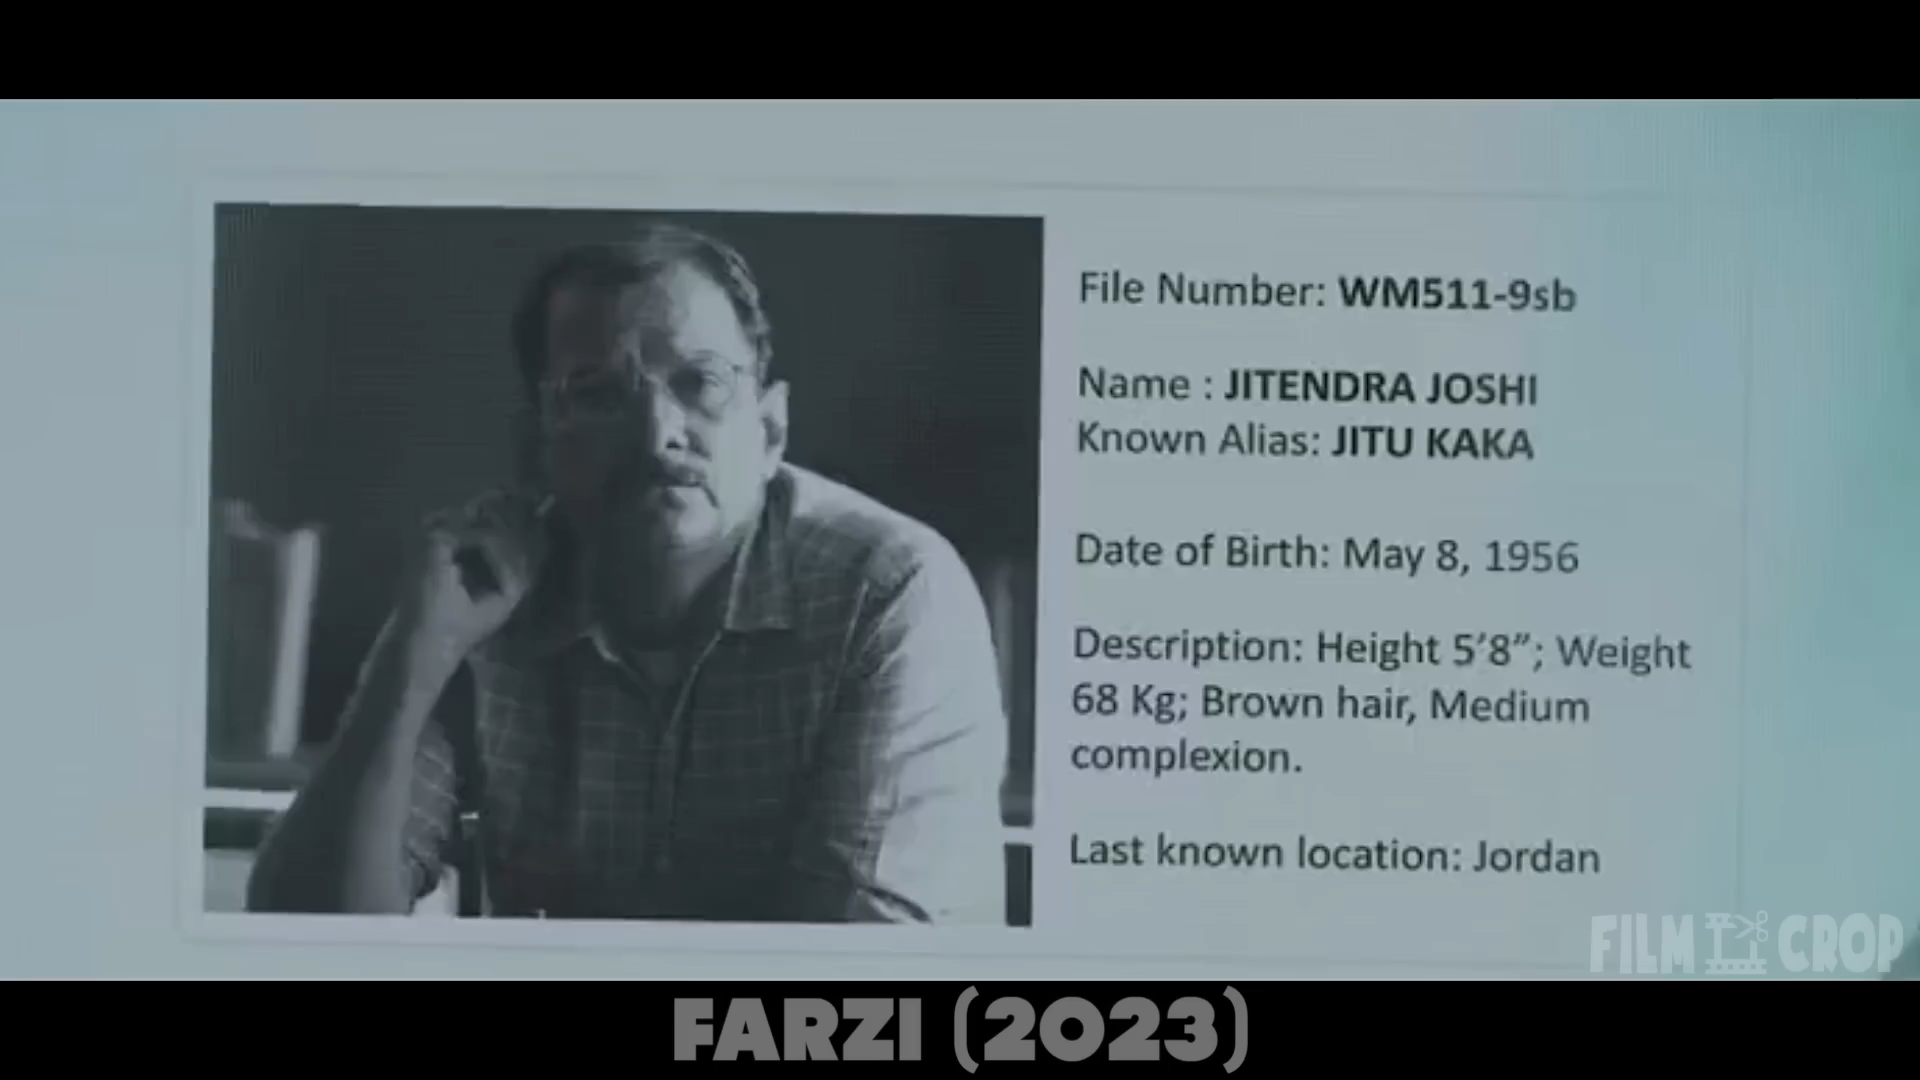 File Number: WM511-9sb
Name : JITENDRA JOSHI
Known Alias: JITU KAKA
Date of Birth: May 8, 1956
Description: Height 5’8”; Weight
68 Kg; Brown hair, Medium
complexion.
Last known location: Jordan
FILM CROP
FARZI (2023)